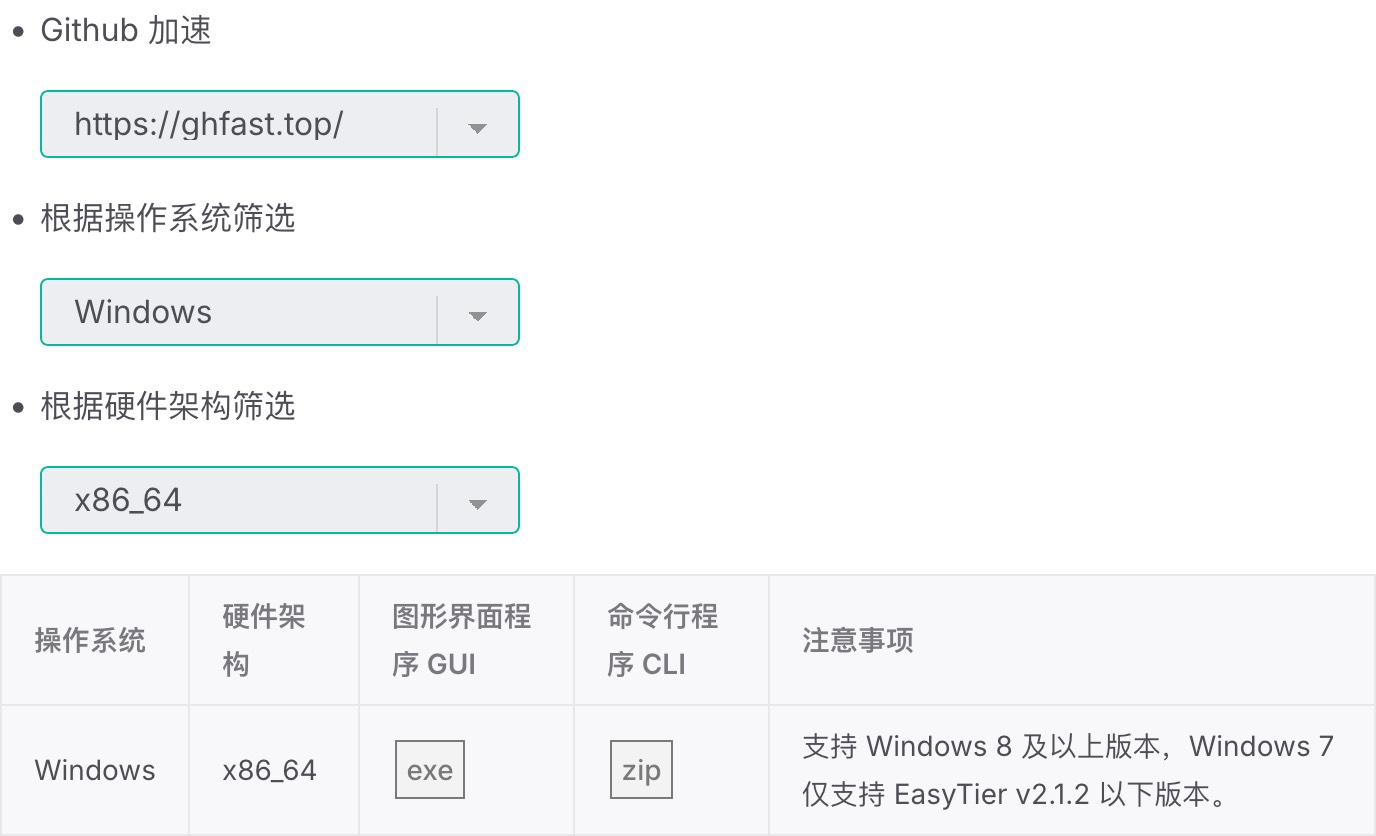 Github 加速
https://ghfast.top/
根据操作系统筛选
Windows
根据硬件架构筛选
x86_64
操作系统
硬件架
构
图形界面程
序 GUI
命令行程
序 CLI
注意事项
Windows
x86_64
exe
zip
支持 Windows 8 及以上版本，Windows 7
仅支持 EasyTier v2.1.2 以下版本。